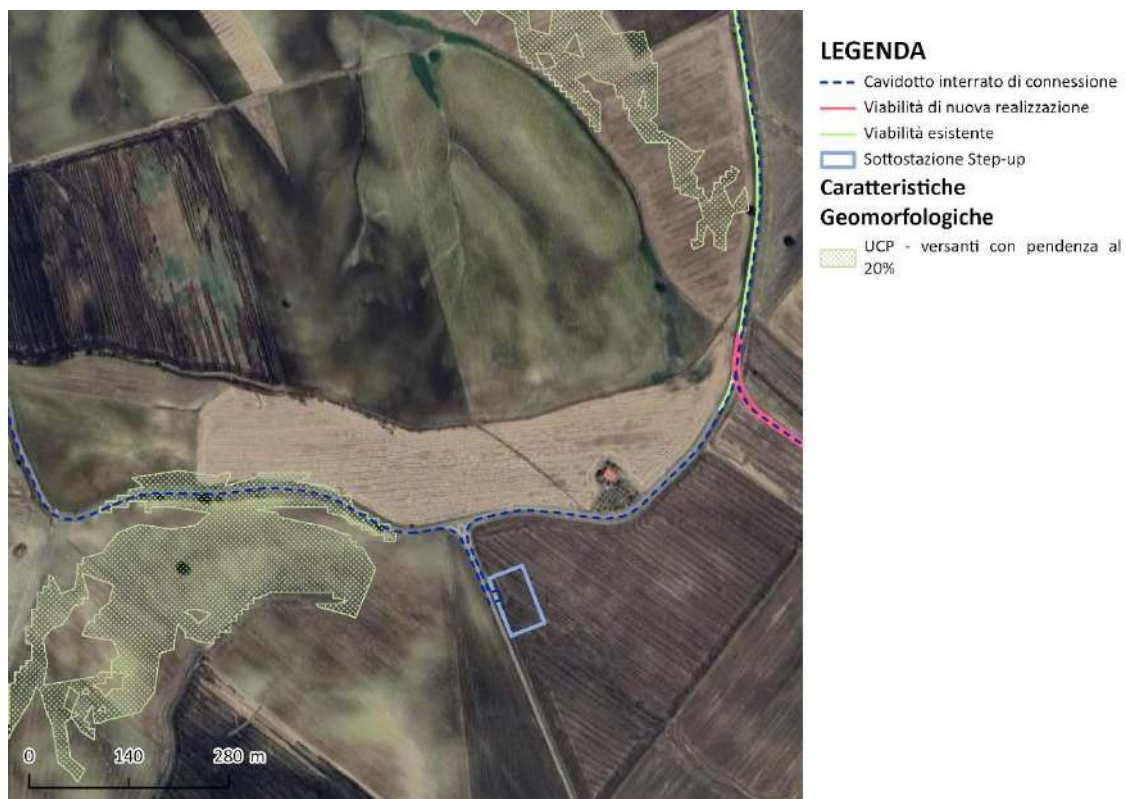 LEGENDA
Cavidotto interrato di connessione
Viabilità di nuova realizzazione
Viabilità esistente
Sottostazione Step-up
Caratteristiche
Geomorfologiche
UCP - versanti con pendenza al
20%
0 140 280 m